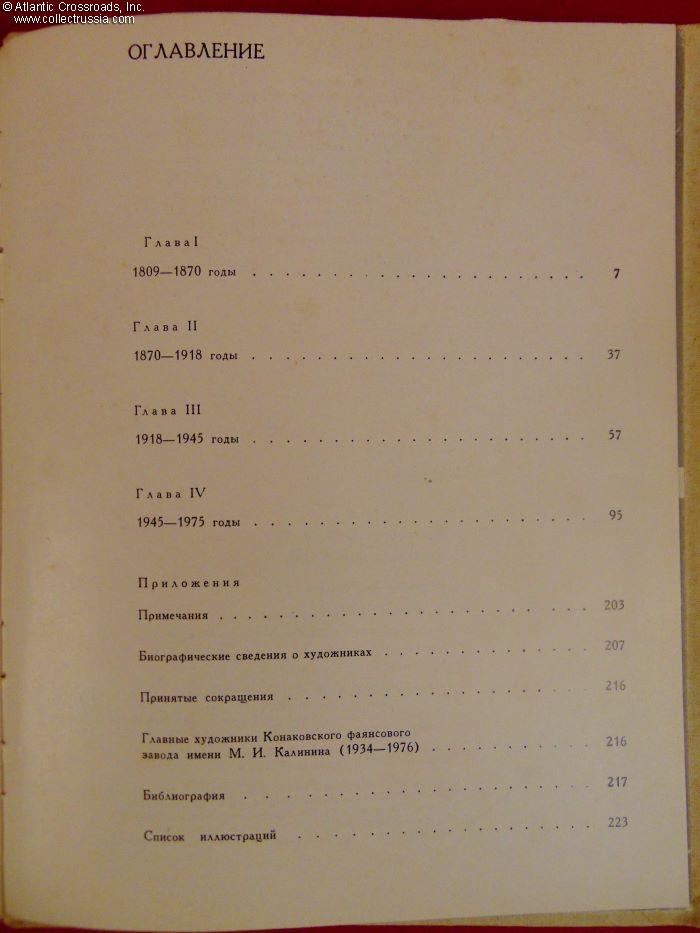 © Atlantic Crossroads, Inc.
www.collectrussia.com
ОГЛАВЛЕНИЕ
Глава I
1809—1870 годы . . . . . . . . . . . . . . . . . . . . . 7
Глава II
1870—1918 годы . . . . . . . . . . . . . . . . . . . . . 37
Глава III
1918—1945 годы . . . . . . . . . . . . . . . . . . . . . 57
Глава IV
1945—1975 годы . . . . . . . . . . . . . . . . . . . . . 95
Приложения
Примечания . . . . . . . . . . . . . . . . . . . . . . . 203
Биографические сведения о художниках . . . . . . . . . . . . 207
Принятые сокращения . . . . . . . . . . . . . . . . . . . 216
Главные художники Конаковского фаянсового
завода имени М. И. Калинина (1934—1976) . . . . . . . . . . 216
Библиография . . . . . . . . . . . . . . . . . . 217
Список иллюстраций . . . . . . . . . . . . . . . . 223